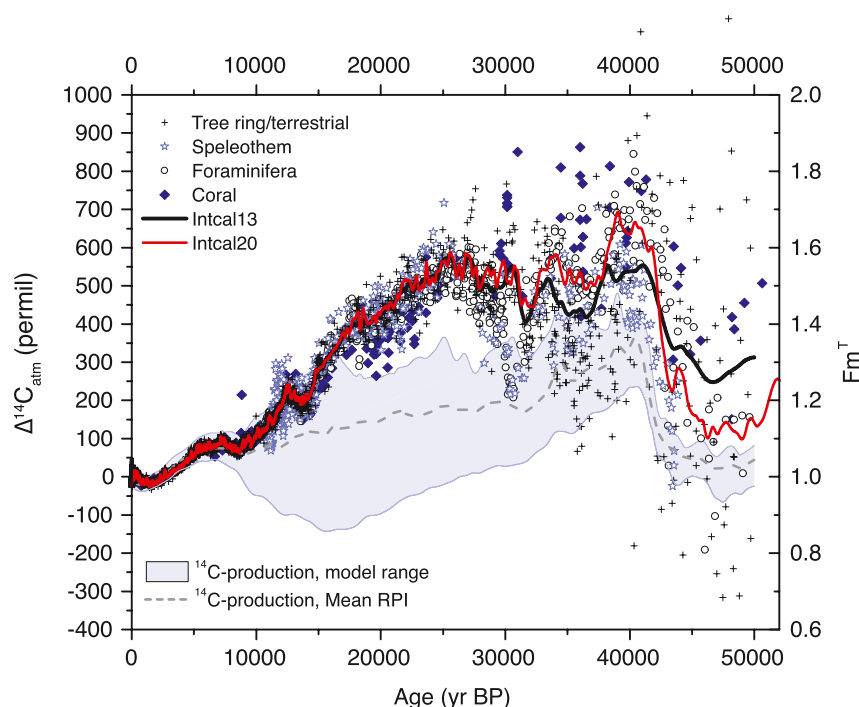 0 10000 20000 30000 40000 50000
1000
900
800
700
600
500
400
300
200
100
0
-100
-200
-300
-400
Δ¹⁴C_atm (permil)
Tree ring/terrestrial
Speleothem
Foraminifera
Coral
Intcal13
Intcal20
¹⁴C-production, model range
¹⁴C-production, Mean RPI
2.0
1.8
1.6
1.4
1.2
1.0
0.8
0.6
Fm^T
0 10000 20000 30000 40000 50000
Age (yr BP)